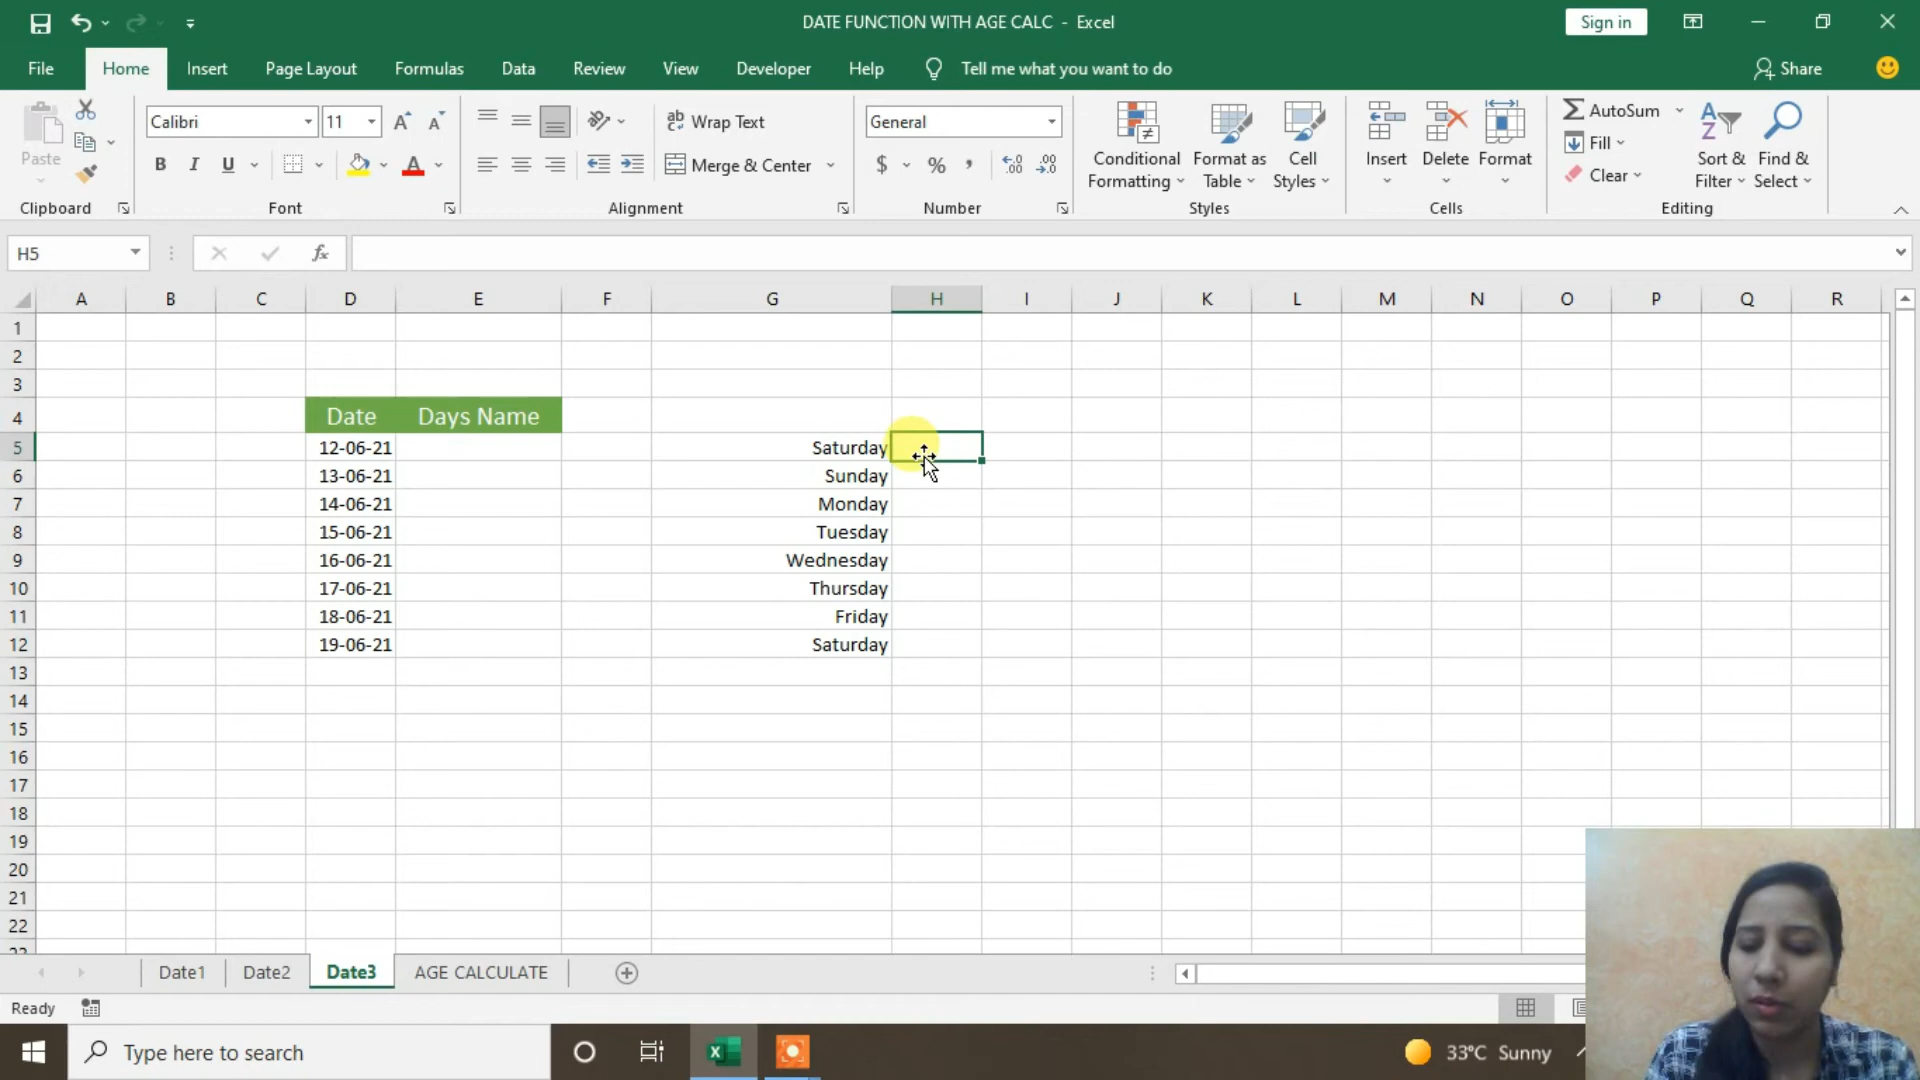 DATE FUNCTION WITH AGE CALC - Excel
Sign in
File Home Insert Page Layout Formulas Data Review View Developer Help Tell me what you want to do Share
Paste
Calibri 11
B I U
Wrap Text
Merge & Center
General
$ % ,
Conditional Formatting
Format as Table
Cell Styles
Insert Delete Format
AutoSum
Fill
Clear
Sort & Filter
Find & Select
Clipboard Font Alignment Number Styles Cells Editing
H5 fx
A B C D E F G H I J K L M N O P Q R
1
2
3
4 Date Days Name
5 12-06-21 Saturday
6 13-06-21 Sunday
7 14-06-21 Monday
8 15-06-21 Tuesday
9 16-06-21 Wednesday
10 17-06-21 Thursday
11 18-06-21 Friday
12 19-06-21 Saturday
13
14
15
16
17
18
19
20
21
22
Date1 Date2 Date3 AGE CALCULATE
Ready
Type here to search
33°C Sunny